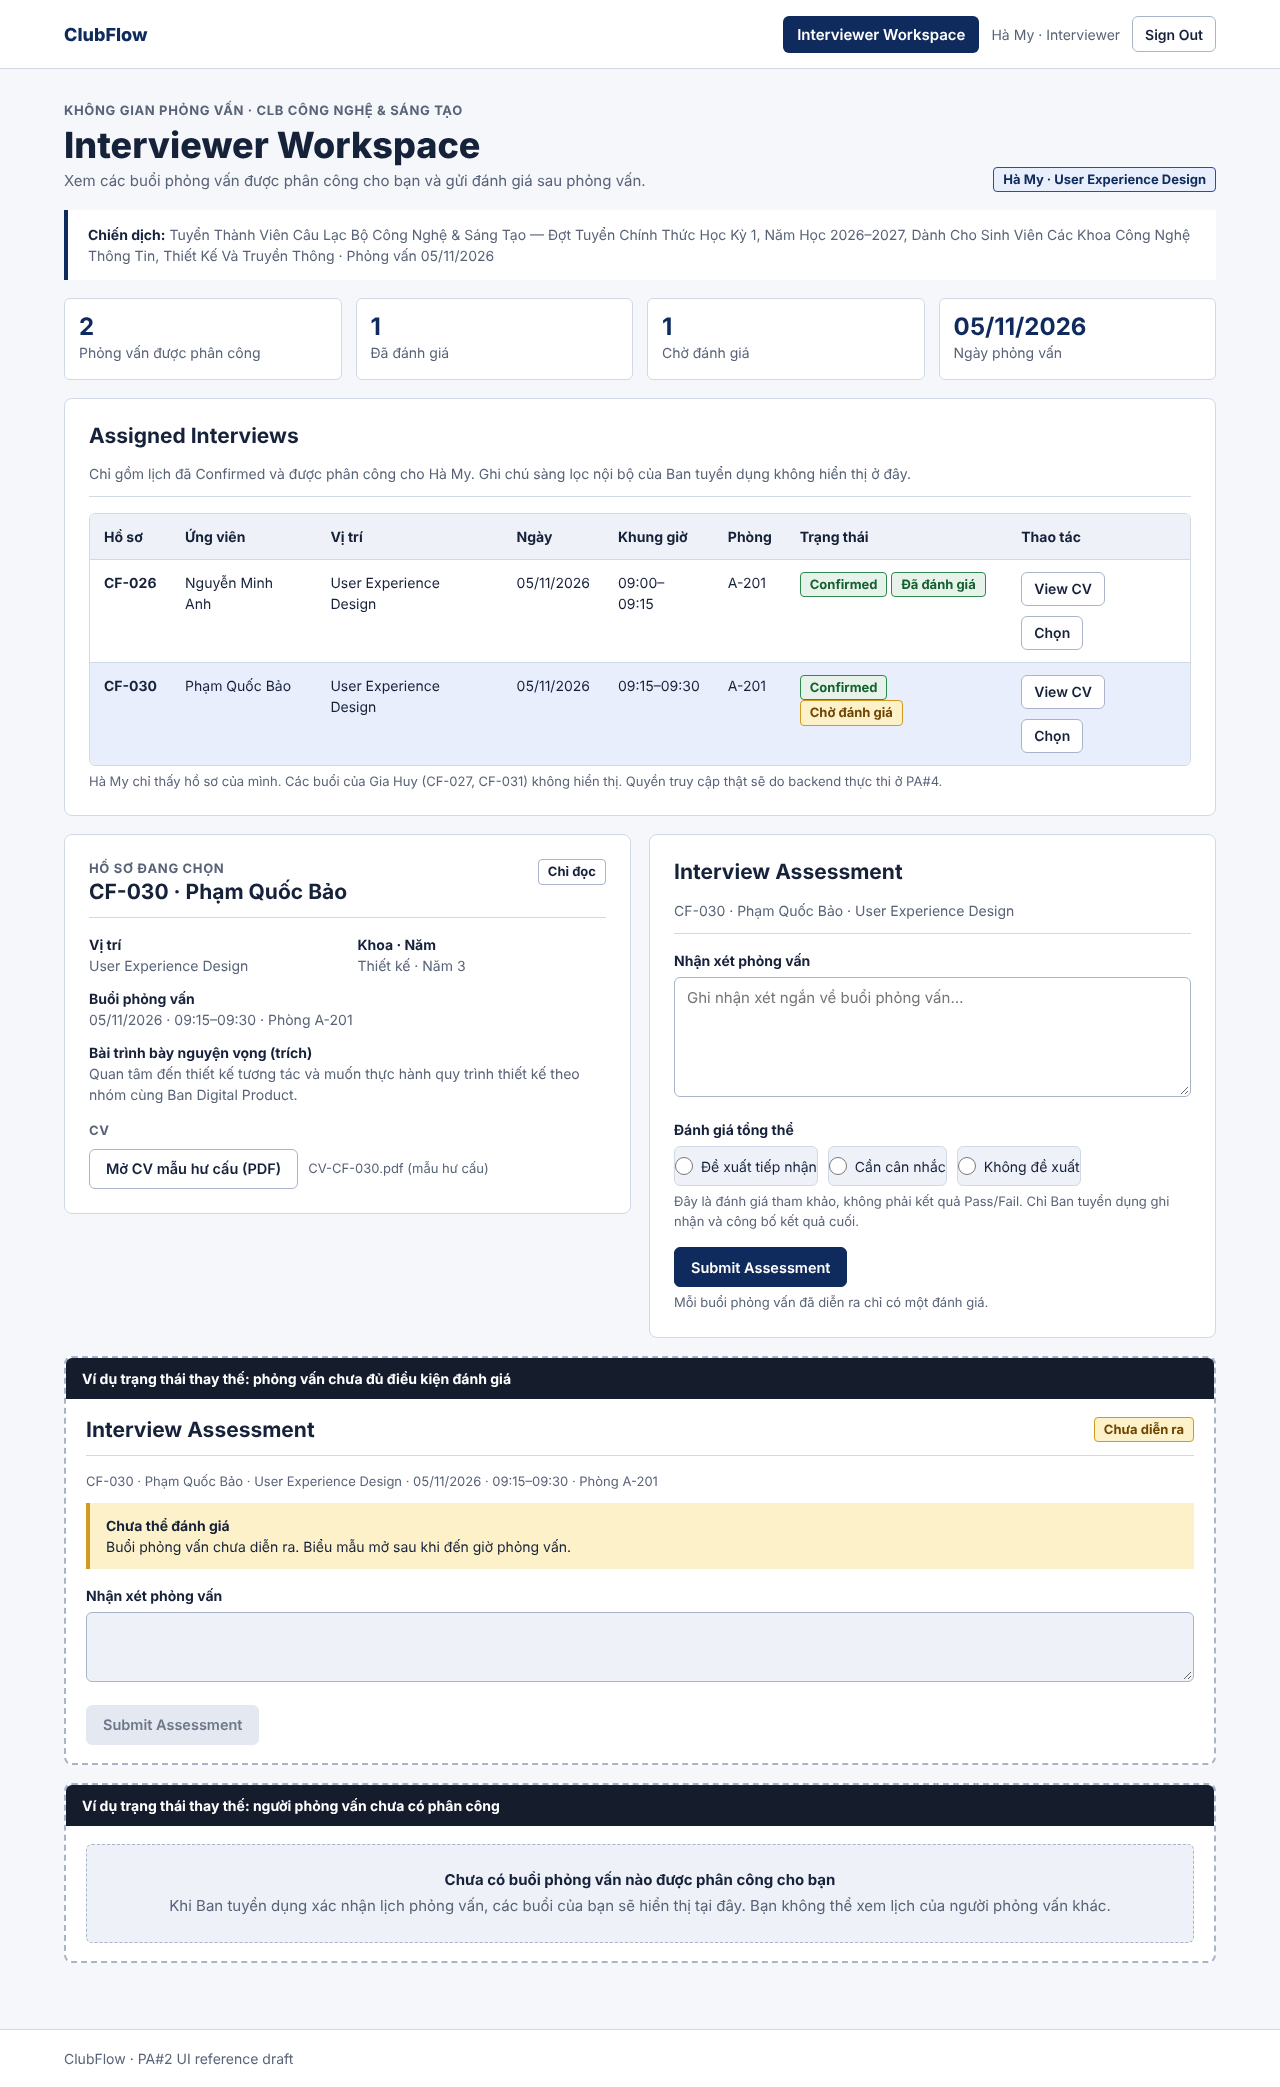 ClubFlow
Interviewer Workspace
Hà My · Interviewer
Sign Out
KHÔNG GIAN PHỎNG VẤN · CLB CÔNG NGHỆ & SÁNG TẠO
Interviewer Workspace
Xem các buổi phỏng vấn được phân công cho bạn và gửi đánh giá sau phỏng vấn.
Hà My · User Experience Design
Chiến dịch: Tuyển Thành Viên Câu Lạc Bộ Công Nghệ & Sáng Tạo — Đợt Tuyển Chính Thức Học Kỳ 1, Năm Học 2026–2027, Dành Cho Sinh Viên Các Khoa Công Nghệ
Thông Tin, Thiết Kế Và Truyền Thông · Phỏng vấn 05/11/2026
2
Phỏng vấn được phân công
1
Đã đánh giá
1
Chờ đánh giá
05/11/2026
Ngày phỏng vấn
Assigned Interviews
Chỉ gồm lịch đã Confirmed và được phân công cho Hà My. Ghi chú sàng lọc nội bộ của Ban tuyển dụng không hiển thị ở đây.
Hồ sơ Ứng viên Vị trí Ngày Khung giờ Phòng Trạng thái Thao tác
CF-026 Nguyễn Minh User Experience 05/11/2026 09:00– A-201 Confirmed Đã đánh giá View CV
Anh Design 09:15
Chọn
CF-030 Phạm Quốc Bảo User Experience 05/11/2026 09:15–09:30 A-201 Confirmed View CV
Design Chờ đánh giá
Chọn
Hà My chỉ thấy hồ sơ của mình. Các buổi của Gia Huy (CF-027, CF-031) không hiển thị. Quyền truy cập thật sẽ do backend thực thi ở PA#4.
HỒ SƠ ĐANG CHỌN
CF-030 · Phạm Quốc Bảo
Chỉ đọc
Vị trí
User Experience Design
Khoa · Năm
Thiết kế · Năm 3
Buổi phỏng vấn
05/11/2026 · 09:15–09:30 · Phòng A-201
Bài trình bày nguyện vọng (trích)
Quan tâm đến thiết kế tương tác và muốn thực hành quy trình thiết kế theo
nhóm cùng Ban Digital Product.
CV
Mở CV mẫu hư cấu (PDF)
CV-CF-030.pdf (mẫu hư cấu)
Interview Assessment
CF-030 · Phạm Quốc Bảo · User Experience Design
Nhận xét phỏng vấn
Ghi nhận xét ngắn về buổi phỏng vấn...
Đánh giá tổng thể
Đề xuất tiếp nhận
Cần cân nhắc
Không đề xuất
Đây là đánh giá tham khảo, không phải kết quả Pass/Fail. Chỉ Ban tuyển dụng ghi
nhận và công bố kết quả cuối.
Submit Assessment
Mỗi buổi phỏng vấn đã diễn ra chỉ có một đánh giá.
Ví dụ trạng thái thay thế: phỏng vấn chưa đủ điều kiện đánh giá
Interview Assessment
Chưa diễn ra
CF-030 · Phạm Quốc Bảo · User Experience Design · 05/11/2026 · 09:15–09:30 · Phòng A-201
Chưa thể đánh giá
Buổi phỏng vấn chưa diễn ra. Biểu mẫu mở sau khi đến giờ phỏng vấn.
Nhận xét phỏng vấn
Submit Assessment
Ví dụ trạng thái thay thế: người phỏng vấn chưa có phân công
Chưa có buổi phỏng vấn nào được phân công cho bạn
Khi Ban tuyển dụng xác nhận lịch phỏng vấn, các buổi của bạn sẽ hiển thị tại đây. Bạn không thể xem lịch của người phỏng vấn khác.
ClubFlow · PA#2 UI reference draft